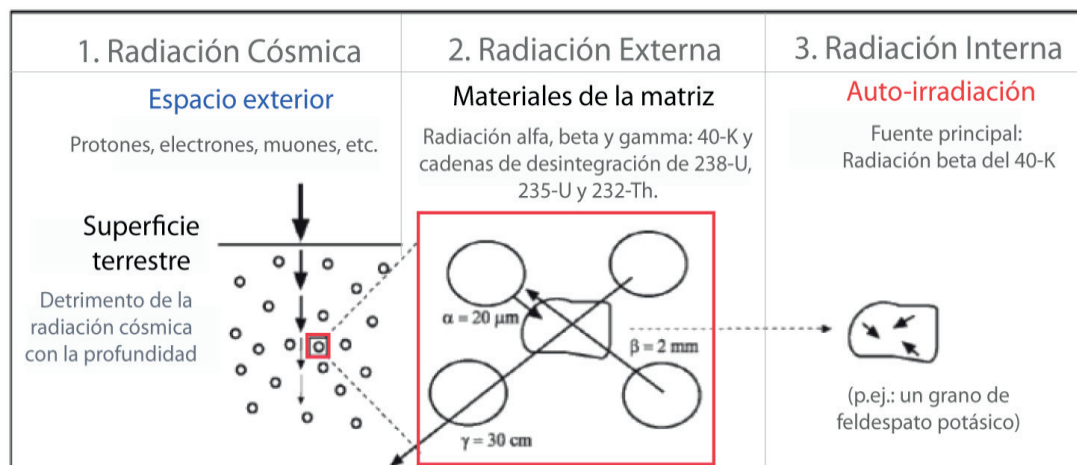 1. Radiación Cósmica
Espacio exterior
Protones, electrones, muones, etc.
Superficie
terrestre
Detrimento de la
radiación cósmica
con la profundidad
2. Radiación Externa
Materiales de la matriz
Radiación alfa, beta y gamma: 40-K y
cadenas de desintegración de 238-U,
235-U y 232-Th.
α = 20 μm
β = 2 mm
γ = 30 cm
3. Radiación Interna
Auto-irradiación
Fuente principal:
Radiación beta del 40-K
(p.ej.: un grano de
feldespato potásico)